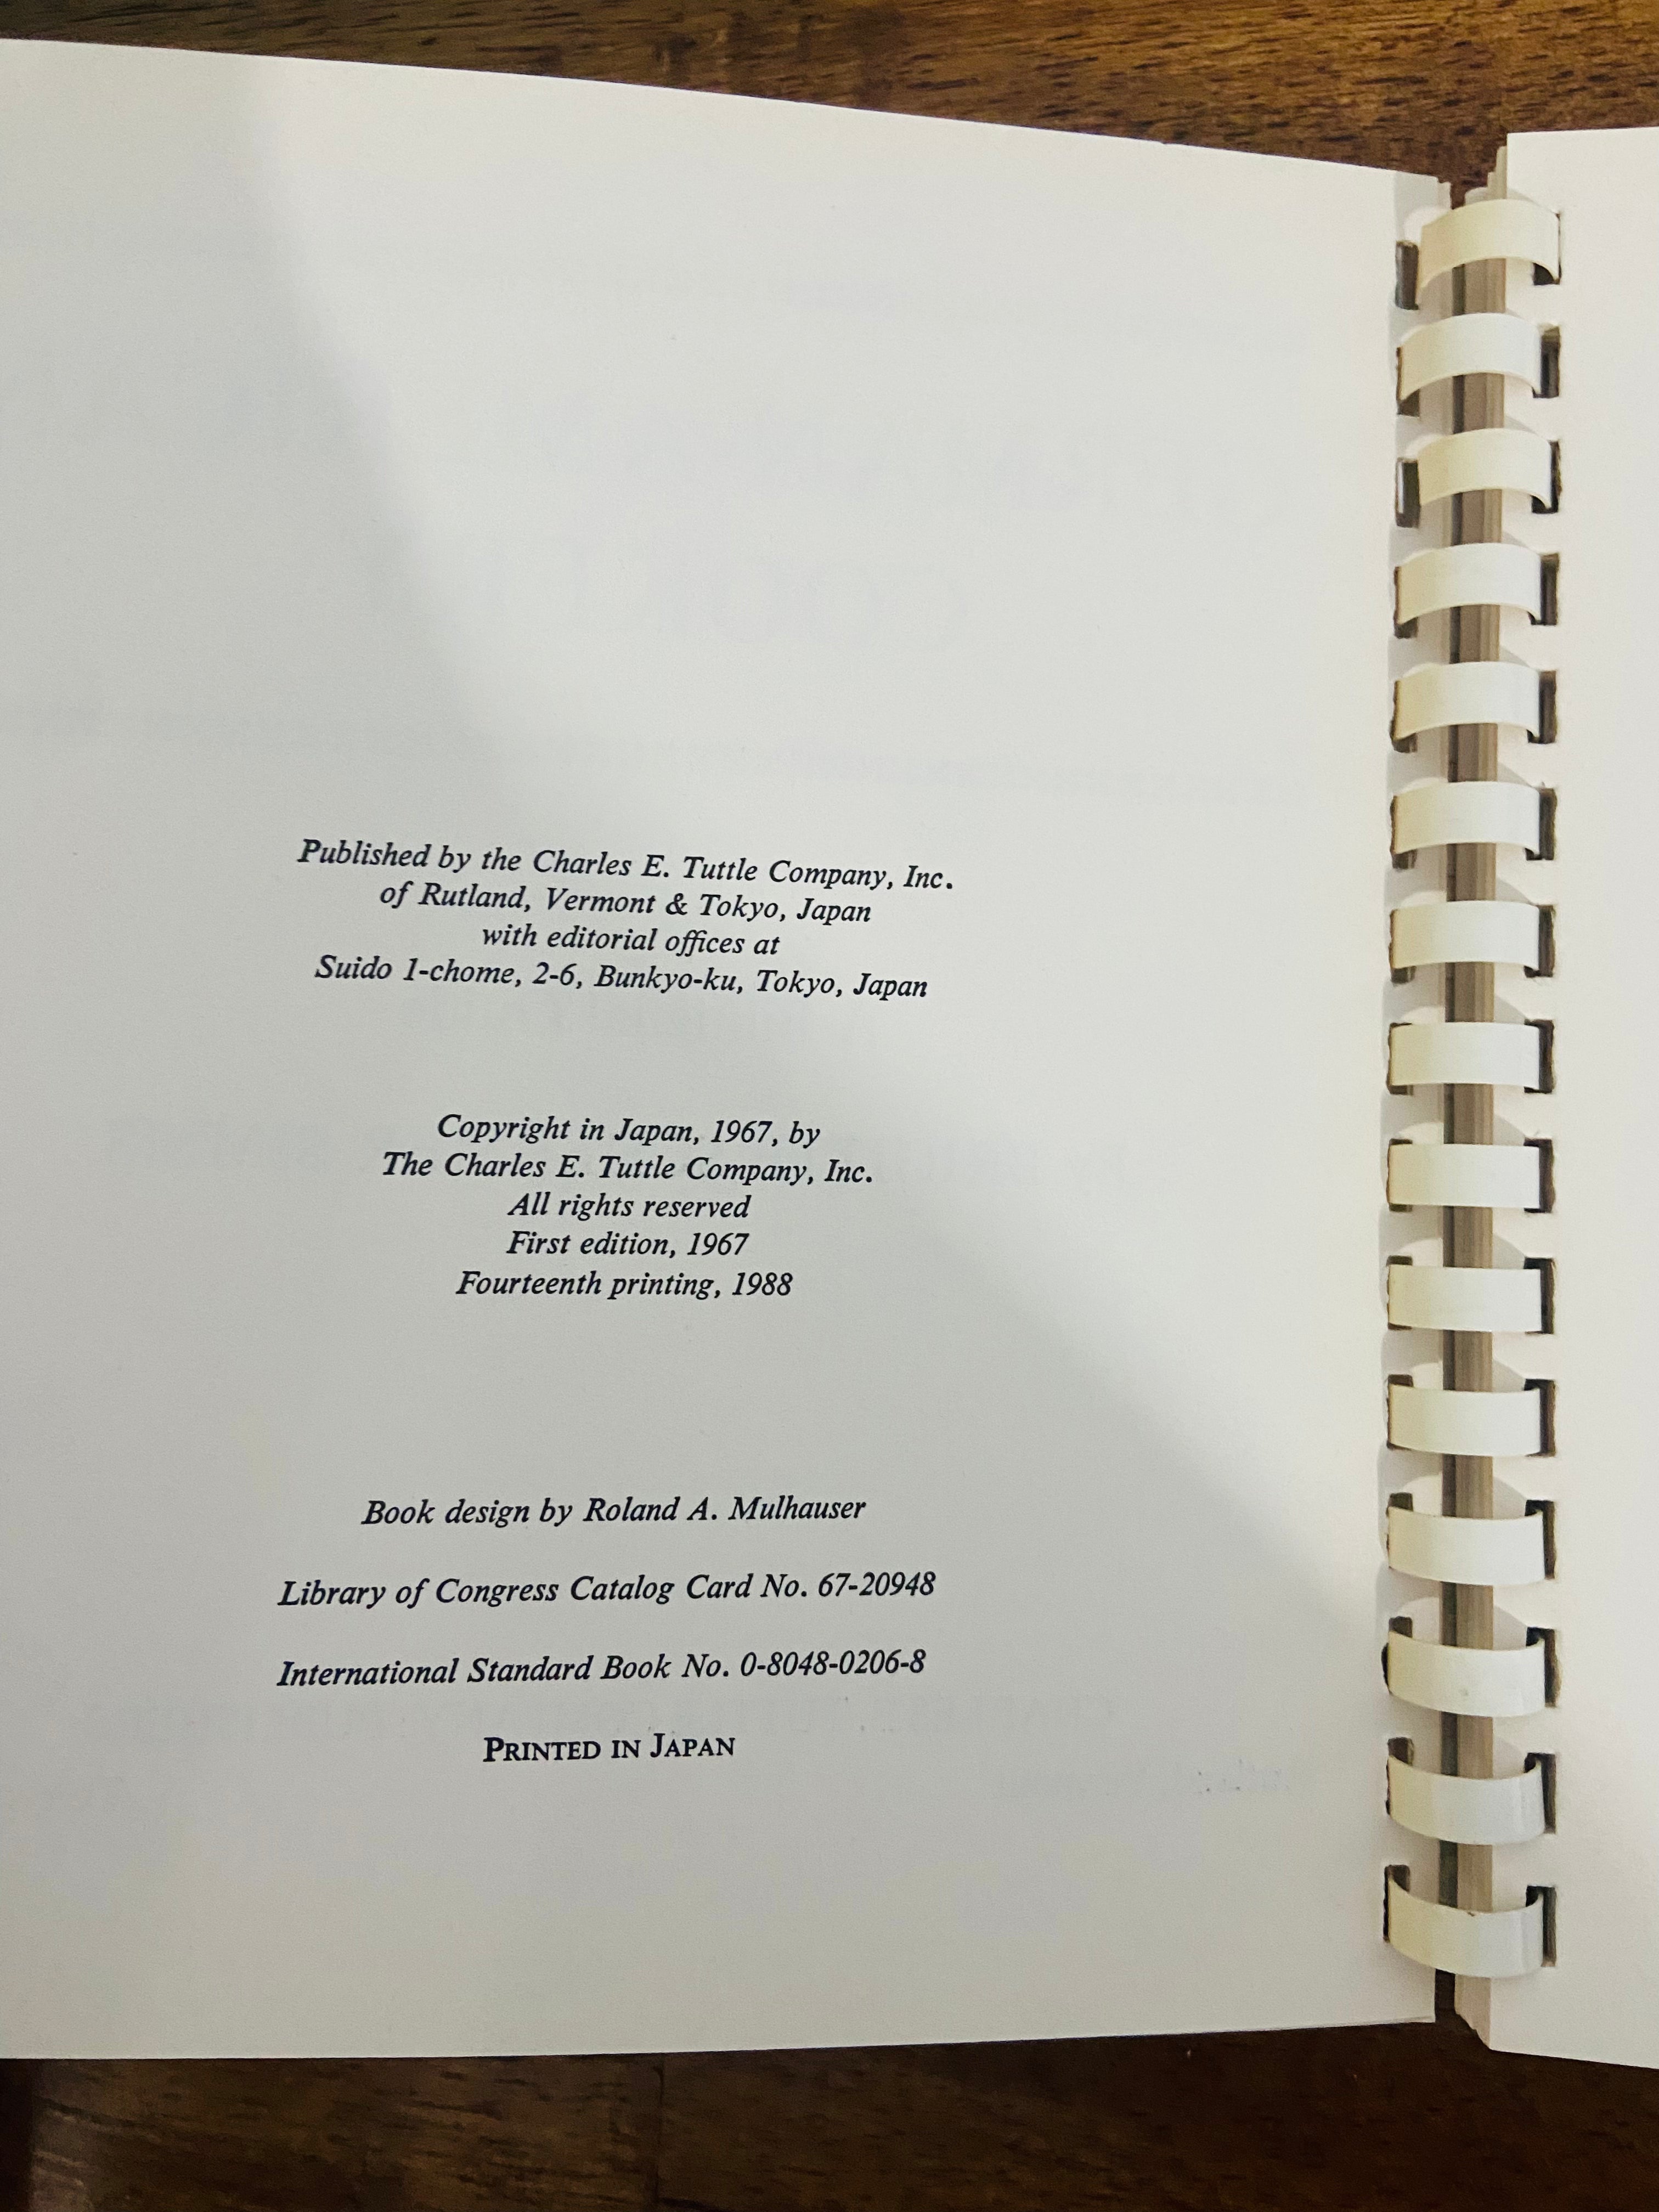 Published by the Charles E. Tuttle Company, Inc.
of Rutland, Vermont & Tokyo, Japan
with editorial offices at
Suido 1-chome, 2-6, Bunkyo-ku, Tokyo, Japan
Copyright in Japan, 1967, by
The Charles E. Tuttle Company, Inc.
All rights reserved
First edition, 1967
Fourteenth printing, 1988
Book design by Roland A. Mulhauser
Library of Congress Catalog Card No. 67-20948
International Standard Book No. 0-8048-0206-8
PRINTED IN JAPAN